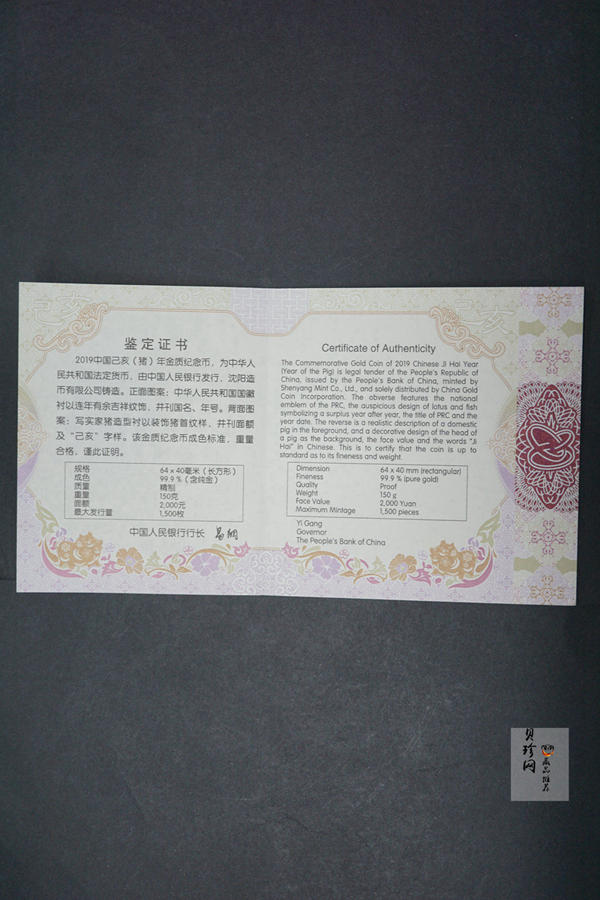 鉴定证书
2019中国己亥（猪）年金质纪念币，为中华人
民共和国法定货币，由中国人民银行发行，沈阳造
币有限公司铸造。正面图案：中华人民共和国国徽
衬以连年有余吉祥纹饰，并刊国名、年号。背面图
案：写实家猪造型衬以装饰猪首纹样，并刊面额
及“己亥”字样。该金质纪念币成色标准，重量
合格，谨此证明。
规格 64 x 40毫米（长方形）
成色 99.9 %（含纯金）
质量 精制
重量 150克
面额 2,000元
最大发行量 1,500枚
中国人民银行行长 易纲
Certificate of Authenticity
The Commemorative Gold Coin of 2019 Chinese Ji Hai Year
(Year of the Pig) is legal tender of the People's Republic of
China, issued by the People's Bank of China, minted by
Shenyang Mint Co., Ltd., and solely distributed by China Gold
Coin Incorporation. The obverse features the national
emblem of the PRC, the auspicious design of lotus and fish
symbolizing a surplus year after year, the title of PRC and the
year date. The reverse is a realistic description of a domestic
pig in the foreground, and a decorative design of the head of
a pig as the background, the face value and the words "Ji
Hai" in Chinese. This is to certify that the coin is up to
standard as to its fineness and weight.
Dimension 64 x 40 mm (rectangular)
Fineness 99.9 % (pure gold)
Quality Proof
Weight 150 g
Face Value 2,000 Yuan
Maximum Mintage 1,500 pieces
Yi Gang
Governor
The People's Bank of China
己亥
己亥
贝珍网
藏品推荐